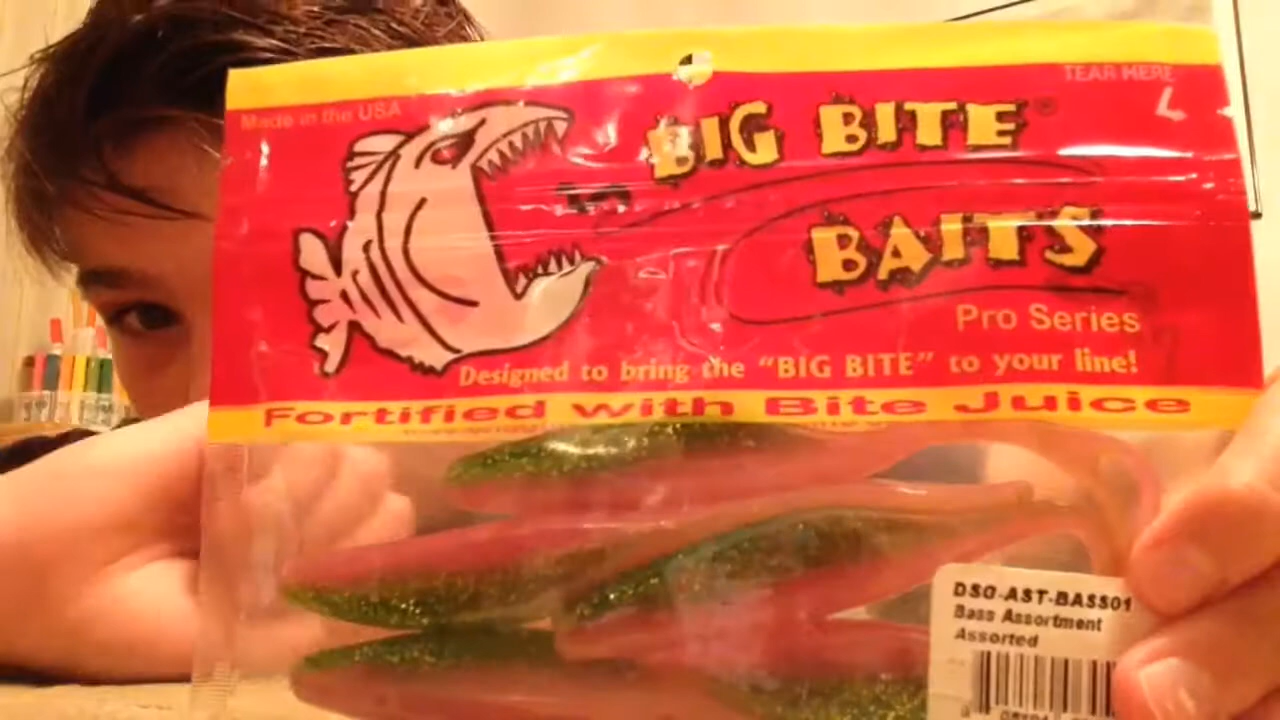 Made in the USA
TEAR HERE
BIG BITE®
BAITS
Pro Series
Designed to bring the "BIG BITE" to your line!
Fortified with Bite Juice
DSG-AST-BASS01
Bass Assortment
Assorted